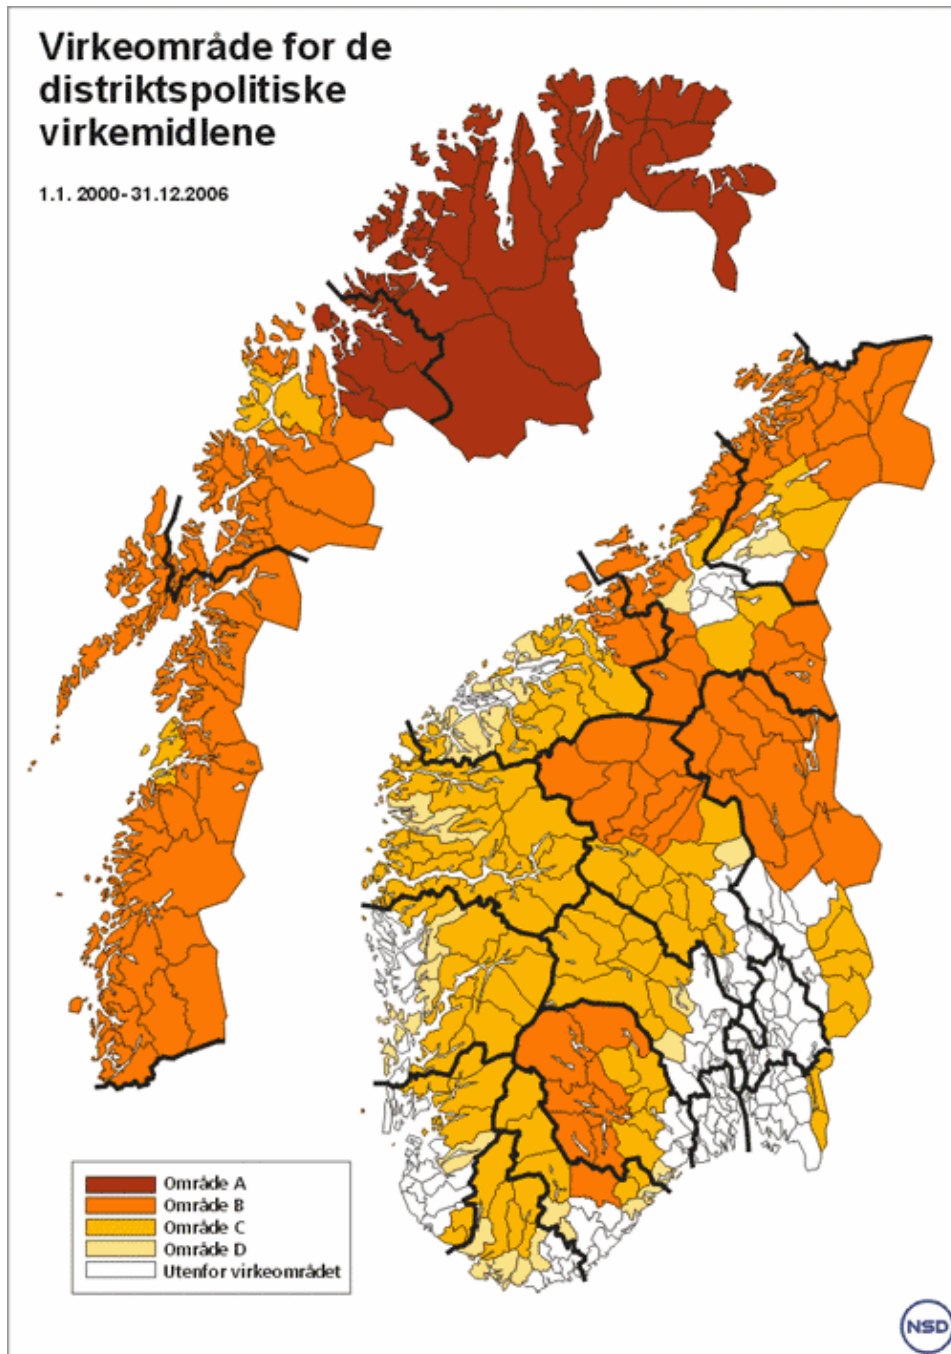 Virkeområde for de
distriktspolitiske
virkemidlene
1.1. 2000-31.12.2006
Område A
Område B
Område C
Område D
Utenfor virkeområdet
NSD